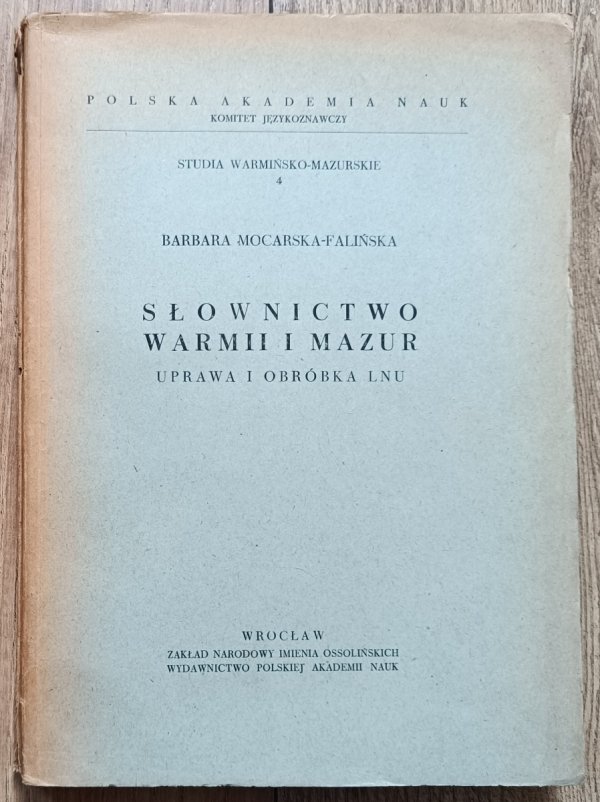 POLSKA AKADEMIA NAUK
KOMITET JĘZYKOZNAWCZY
STUDIA WARMIŃSKO-MAZURSKIE
4
BARBARA MOCARSKA-FALIŃSKA
SŁOWNICTWO
WARMII I MAZUR
UPRAWA I OBRÓBKA LNU
WROCŁAW
ZAKŁAD NARODOWY IMIENIA OSSOLIŃSKICH
WYDAWNICTWO POLSKIEJ AKADEMII NAUK